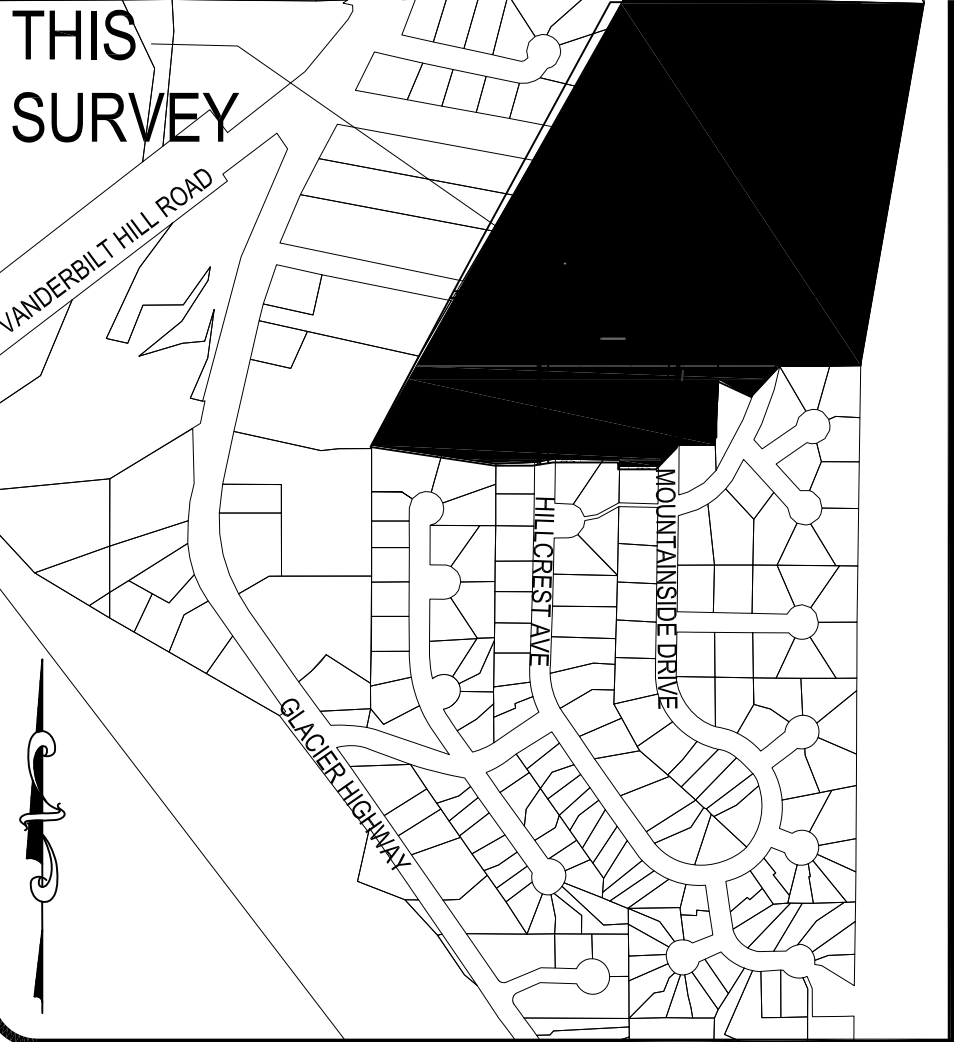 THIS
SURVEY
VANDERBILT HILL ROAD
HILLCREST AVE
MOUNTAINSIDE DRIVE
GLACIER HIGHWAY